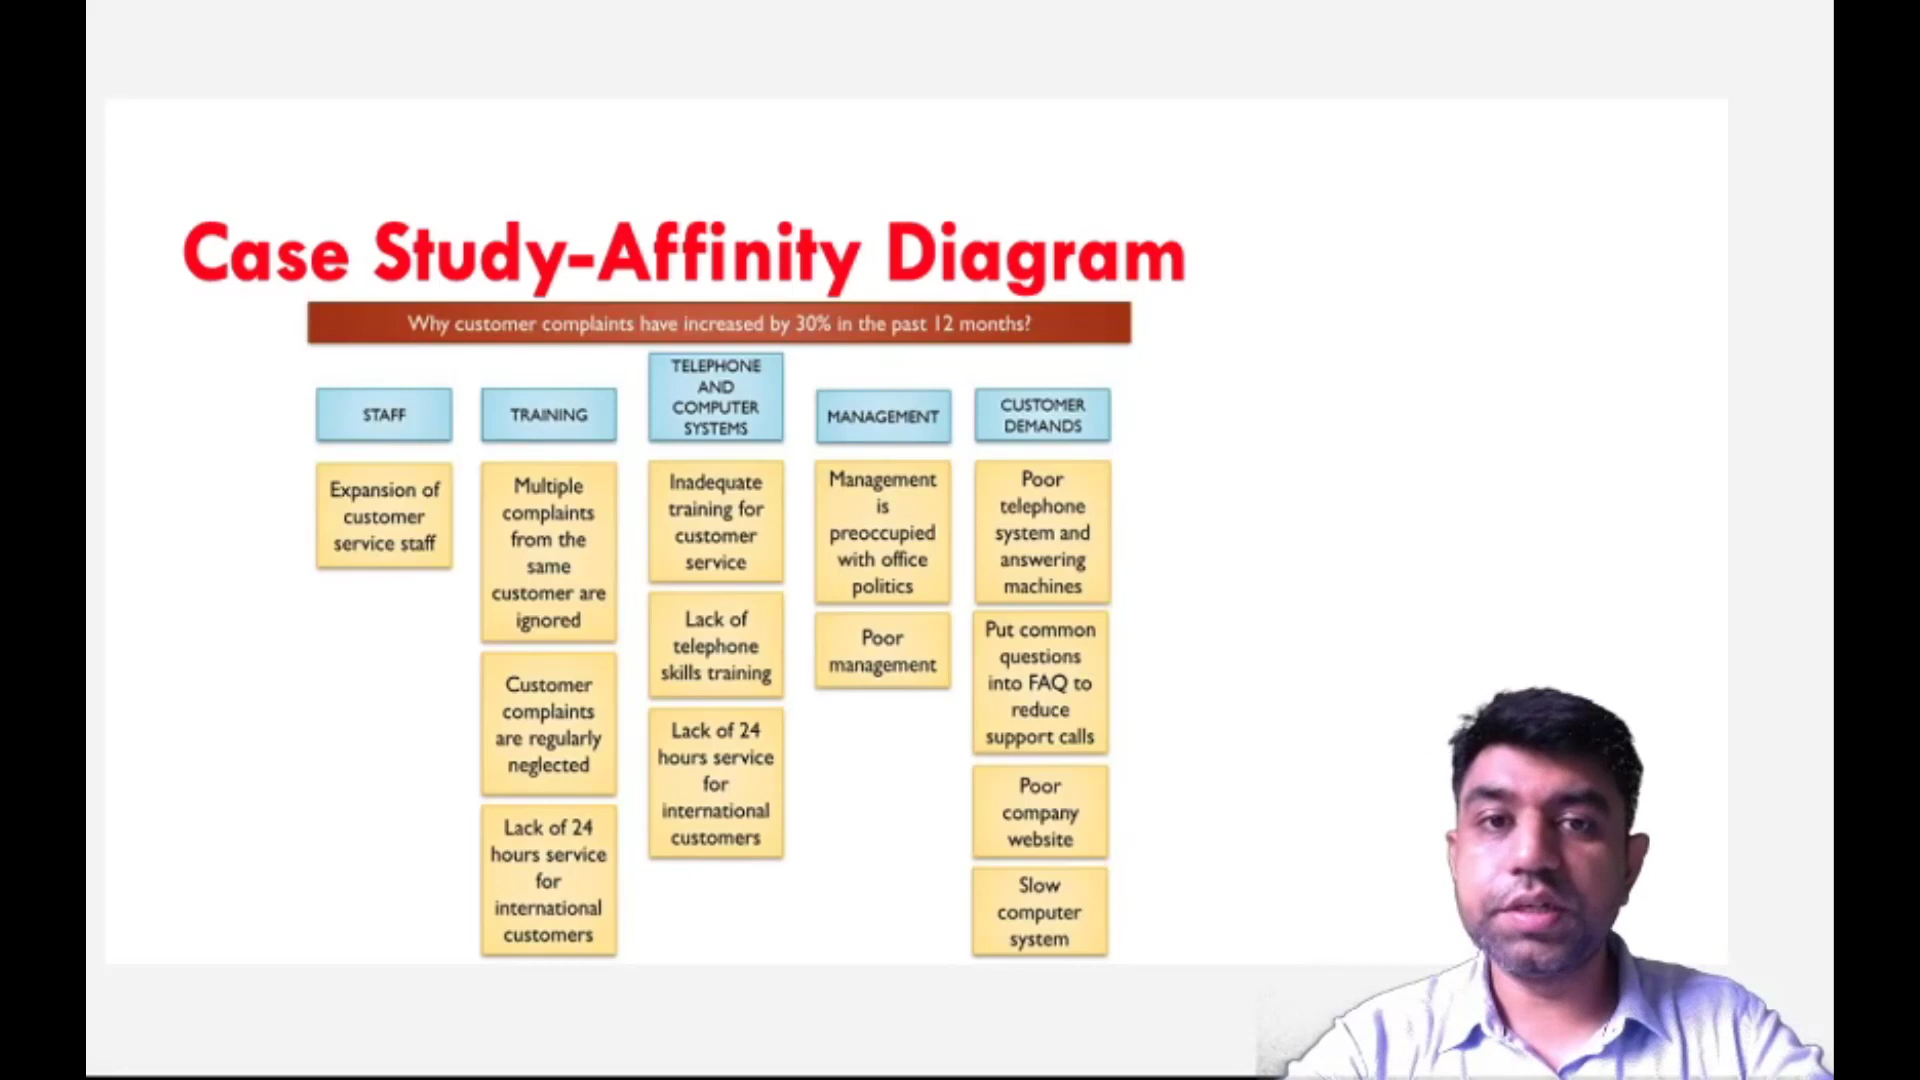 Case Study-Affinity Diagram
Why customer complaints have increased by 30% in the past 12 months?
STAFF
Expansion of
customer
service staff
TRAINING
Multiple
complaints
from the
same
customer are
ignored
Customer
complaints
are regularly
neglected
Lack of 24
hours service
for
international
customers
TELEPHONE
AND
COMPUTER
SYSTEMS
Inadequate
training for
customer
service
Lack of
telephone
skills training
Lack of 24
hours service
for
international
customers
MANAGEMENT
Management
is
preoccupied
with office
politics
Poor
management
CUSTOMER
DEMANDS
Poor
telephone
system and
answering
machines
Put common
questions
into FAQ to
reduce
support calls
Poor
company
website
Slow
computer
system